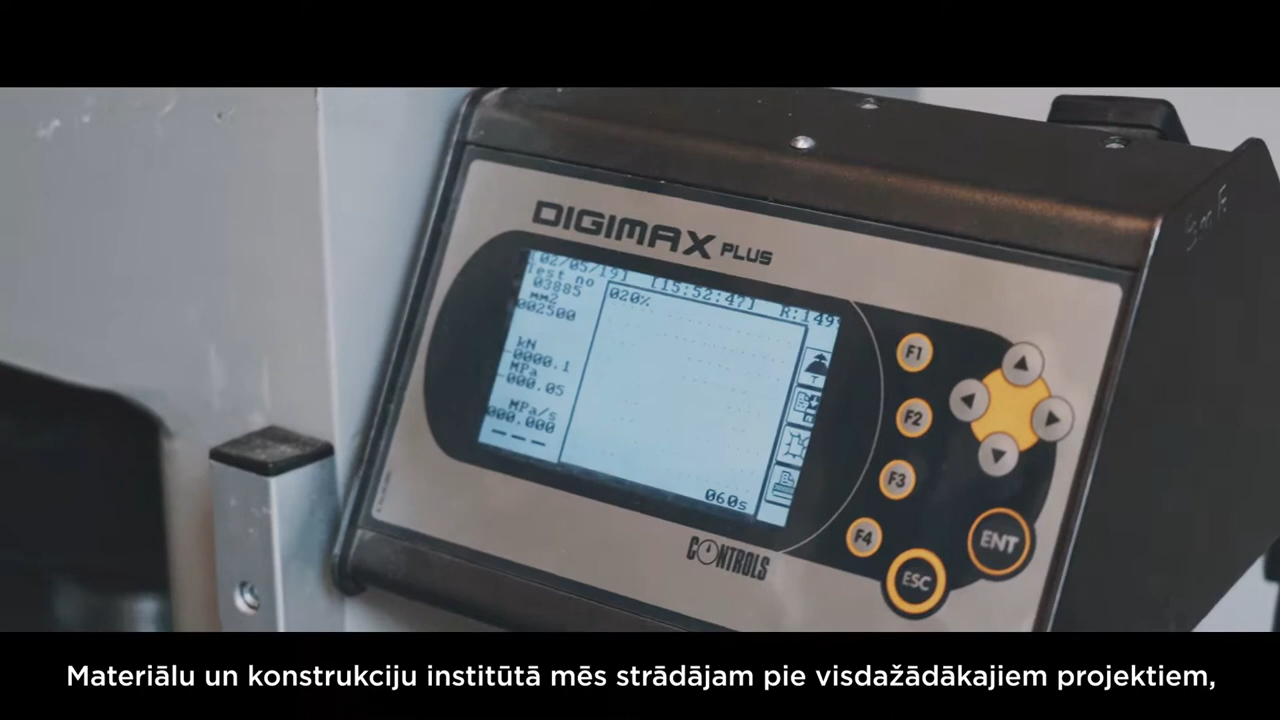 DIGIMAX PLUS
[02/05/19] [15:52:47] R:149
Test no
03885
mm2
002500
020%
kN
-0000.1
MPa
-000.05
MPa/s
000.000
---
060s
T
F1
F2
F3
F4
ENT
ESC
CONTROLS
Materiālu un konstrukciju institūtā mēs strādājam pie visdažādākajiem projektiem,